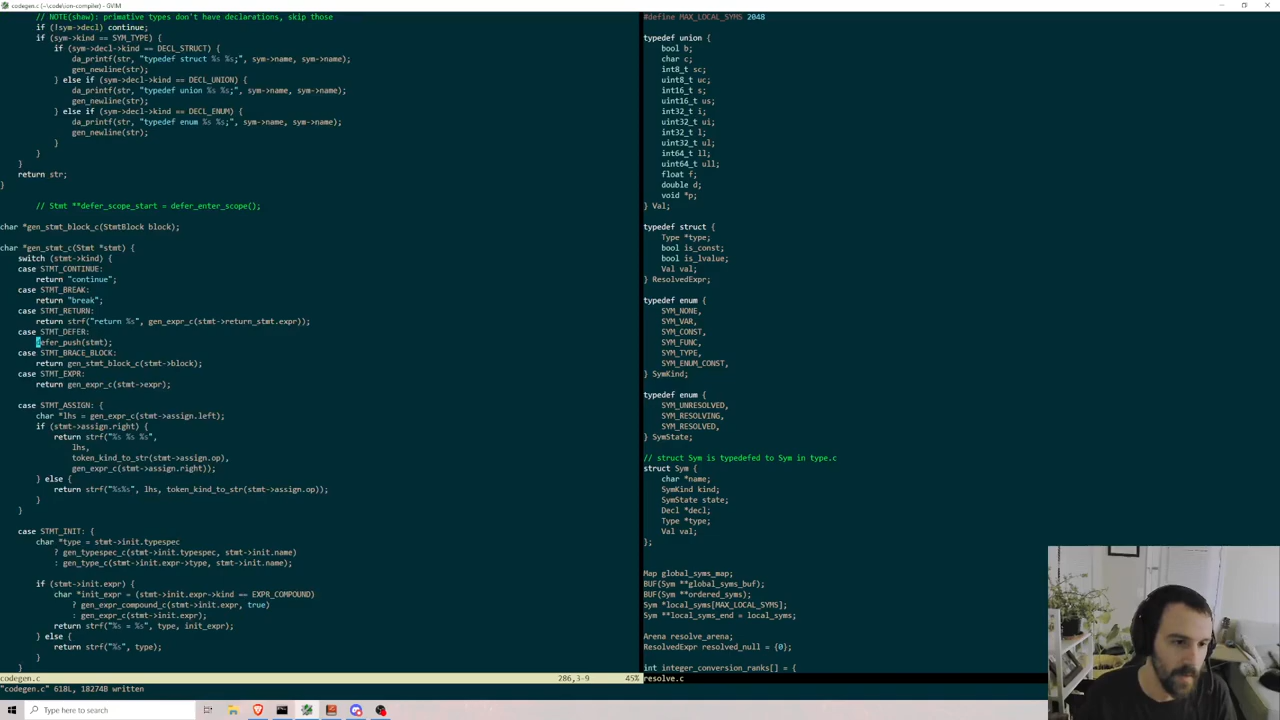 codegen.c (~\code\ion-compiler) - GVIM
// NOTE(shaw): primative types don't have declarations, skip those
if (!sym->decl) continue;
if (sym->kind == SYM_TYPE) {
if (sym->decl->kind == DECL_STRUCT) {
da_printf(str, "typedef struct %s %s;", sym->name, sym->name);
gen_newline(str);
} else if (sym->decl->kind == DECL_UNION) {
da_printf(str, "typedef union %s %s;", sym->name, sym->name);
gen_newline(str);
} else if (sym->decl->kind == DECL_ENUM) {
da_printf(str, "typedef enum %s %s;", sym->name, sym->name);
gen_newline(str);
}
}
}
return str;
}
// Stmt **defer_scope_start = defer_enter_scope();
char *gen_stmt_block_c(StmtBlock block);
char *gen_stmt_c(Stmt *stmt) {
switch (stmt->kind) {
case STMT_CONTINUE:
return "continue";
case STMT_BREAK:
return "break";
case STMT_RETURN:
return strf("return %s", gen_expr_c(stmt->return_stmt.expr));
case STMT_DEFER:
defer_push(stmt);
case STMT_BRACE_BLOCK:
return gen_stmt_block_c(stmt->block);
case STMT_EXPR:
return gen_expr_c(stmt->expr);
case STMT_ASSIGN: {
char *lhs = gen_expr_c(stmt->assign.left);
if (stmt->assign.right) {
return strf("%s %s %s",
lhs,
token_kind_to_str(stmt->assign.op),
gen_expr_c(stmt->assign.right));
} else {
return strf("%s%s", lhs, token_kind_to_str(stmt->assign.op));
}
}
case STMT_INIT: {
char *type = stmt->init.typespec
? gen_typespec_c(stmt->init.typespec, stmt->init.name)
: gen_type_c(stmt->init.expr->type, stmt->init.name);
if (stmt->init.expr) {
char *init_expr = (stmt->init.expr->kind == EXPR_COMPOUND)
? gen_expr_compound_c(stmt->init.expr, true)
: gen_expr_c(stmt->init.expr);
return strf("%s = %s", type, init_expr);
} else {
return strf("%s", type);
}
}
codegen.c 286,3-9 45%
"codegen.c" 618L, 18274B written
#define MAX_LOCAL_SYMS 2048
typedef union {
bool b;
char c;
int8_t sc;
uint8_t uc;
int16_t s;
uint16_t us;
int32_t i;
uint32_t ui;
int32_t l;
uint32_t ul;
int64_t ll;
uint64_t ull;
float f;
double d;
void *p;
} Val;
typedef struct {
Type *type;
bool is_const;
bool is_lvalue;
Val val;
} ResolvedExpr;
typedef enum {
SYM_NONE,
SYM_VAR,
SYM_CONST,
SYM_FUNC,
SYM_TYPE,
SYM_ENUM_CONST,
} SymKind;
typedef enum {
SYM_UNRESOLVED,
SYM_RESOLVING,
SYM_RESOLVED,
} SymState;
// struct Sym is typedefed to Sym in type.c
struct Sym {
char *name;
SymKind kind;
SymState state;
Decl *decl;
Type *type;
Val val;
};
Map global_syms_map;
BUF(Sym **global_syms_buf);
BUF(Sym **ordered_syms);
Sym *local_syms[MAX_LOCAL_SYMS];
Sym **local_syms_end = local_syms;
Arena resolve_arena;
ResolvedExpr resolved_null = {0};
int integer_conversion_ranks[] = {
resolve.c
Type here to search